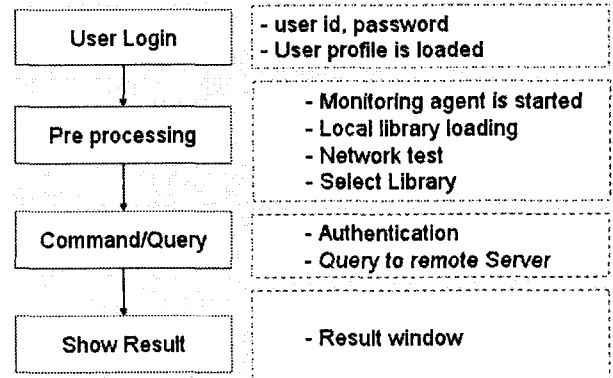 User Login
- user id, password
- User profile is loaded
Pre processing
- Monitoring agent is started
- Local library loading
- Network test
- Select Library
Command/Query
- Authentication
- Query to remote Server
Show Result
- Result window